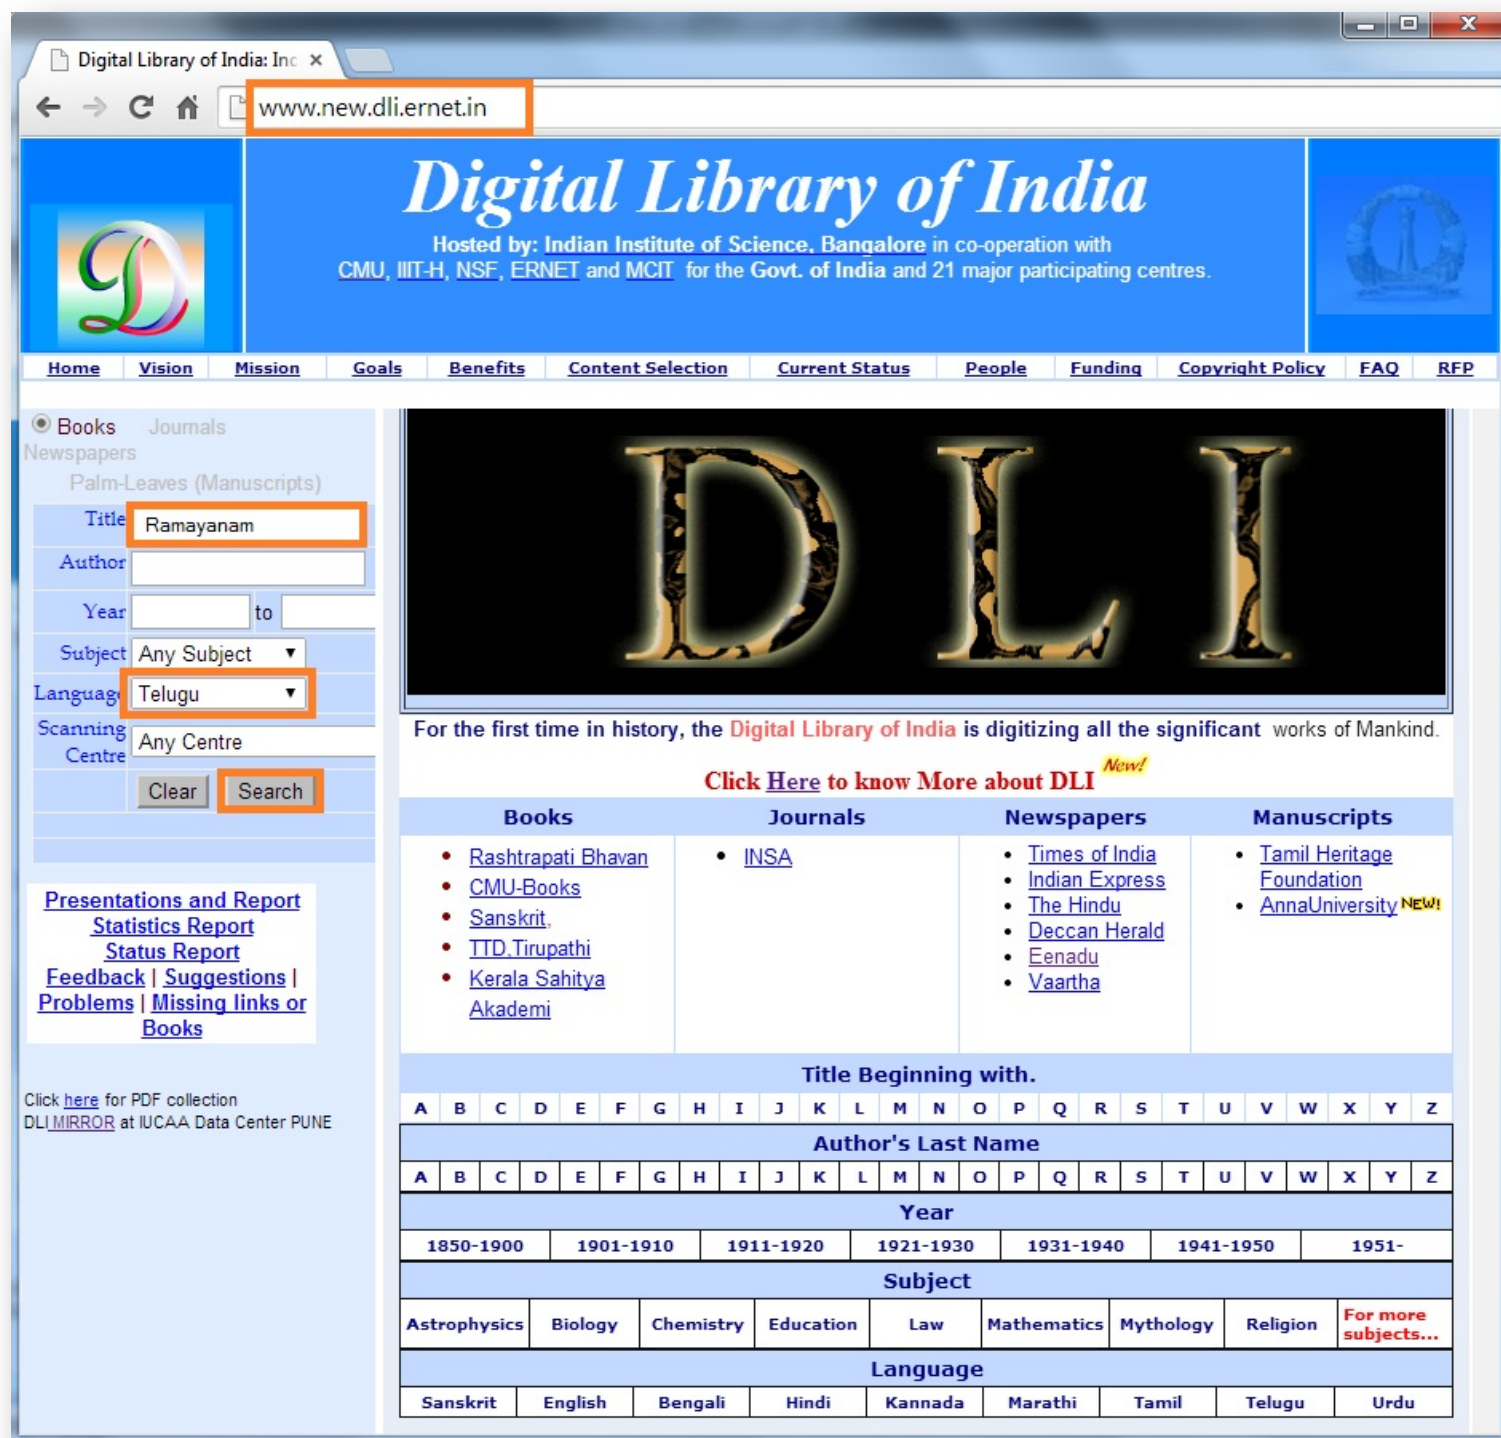 Digital Library of India: Inc
www.new.dli.ernet.in
Digital Library of India
Hosted by: Indian Institute of Science, Bangalore in co-operation with
CMU, IIIT-H, NSF, ERNET and MCIT for the Govt. of India and 21 major participating centres.
Home Vision Mission Goals Benefits Content Selection Current Status People Funding Copyright Policy FAQ RFP
Books Journals
Newspapers
Palm-Leaves (Manuscripts)
Title Ramayanam
Author
Year to
Subject Any Subject
Language Telugu
Scanning
Centre Any Centre
Clear Search
Presentations and Report
Statistics Report
Status Report
Feedback | Suggestions |
Problems | Missing links or
Books
Click here for PDF collection
DLI MIRROR at IUCAA Data Center PUNE
DLI
For the first time in history, the Digital Library of India is digitizing all the significant works of Mankind.
Click Here to know More about DLI New!
Books Journals Newspapers Manuscripts
Rashtrapati Bhavan
CMU-Books
Sanskrit,
TTD,Tirupathi
Kerala Sahitya
Akademi
INSA
Times of India
Indian Express
The Hindu
Deccan Herald
Eenadu
Vaartha
Tamil Heritage
Foundation
AnnaUniversity NEW!
Title Beginning with.
A B C D E F G H I J K L M N O P Q R S T U V W X Y Z
Author's Last Name
A B C D E F G H I J K L M N O P Q R S T U V W X Y Z
Year
1850-1900 1901-1910 1911-1920 1921-1930 1931-1940 1941-1950 1951-
Subject
Astrophysics Biology Chemistry Education Law Mathematics Mythology Religion For more
subjects...
Language
Sanskrit English Bengali Hindi Kannada Marathi Tamil Telugu Urdu